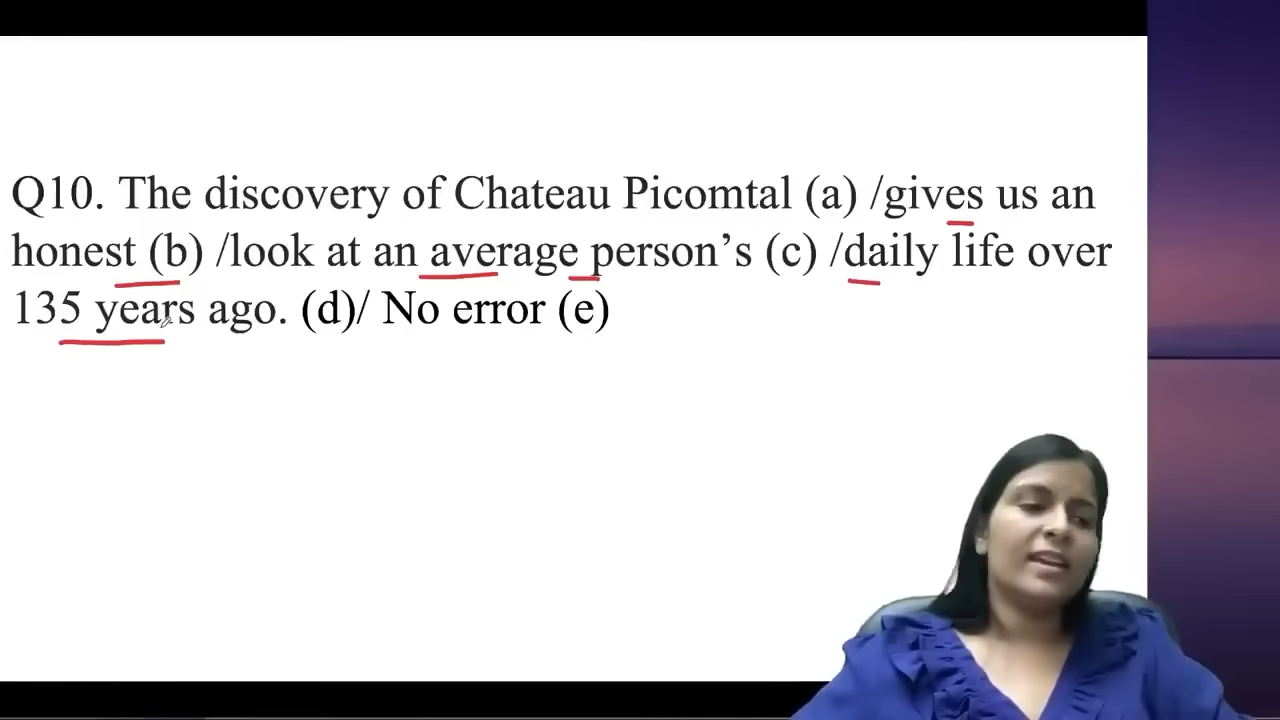 Q10. The discovery of Chateau Picomtal (a) /gives us an
honest (b) /look at an average person’s (c) /daily life over
135 years ago. (d)/ No error (e)